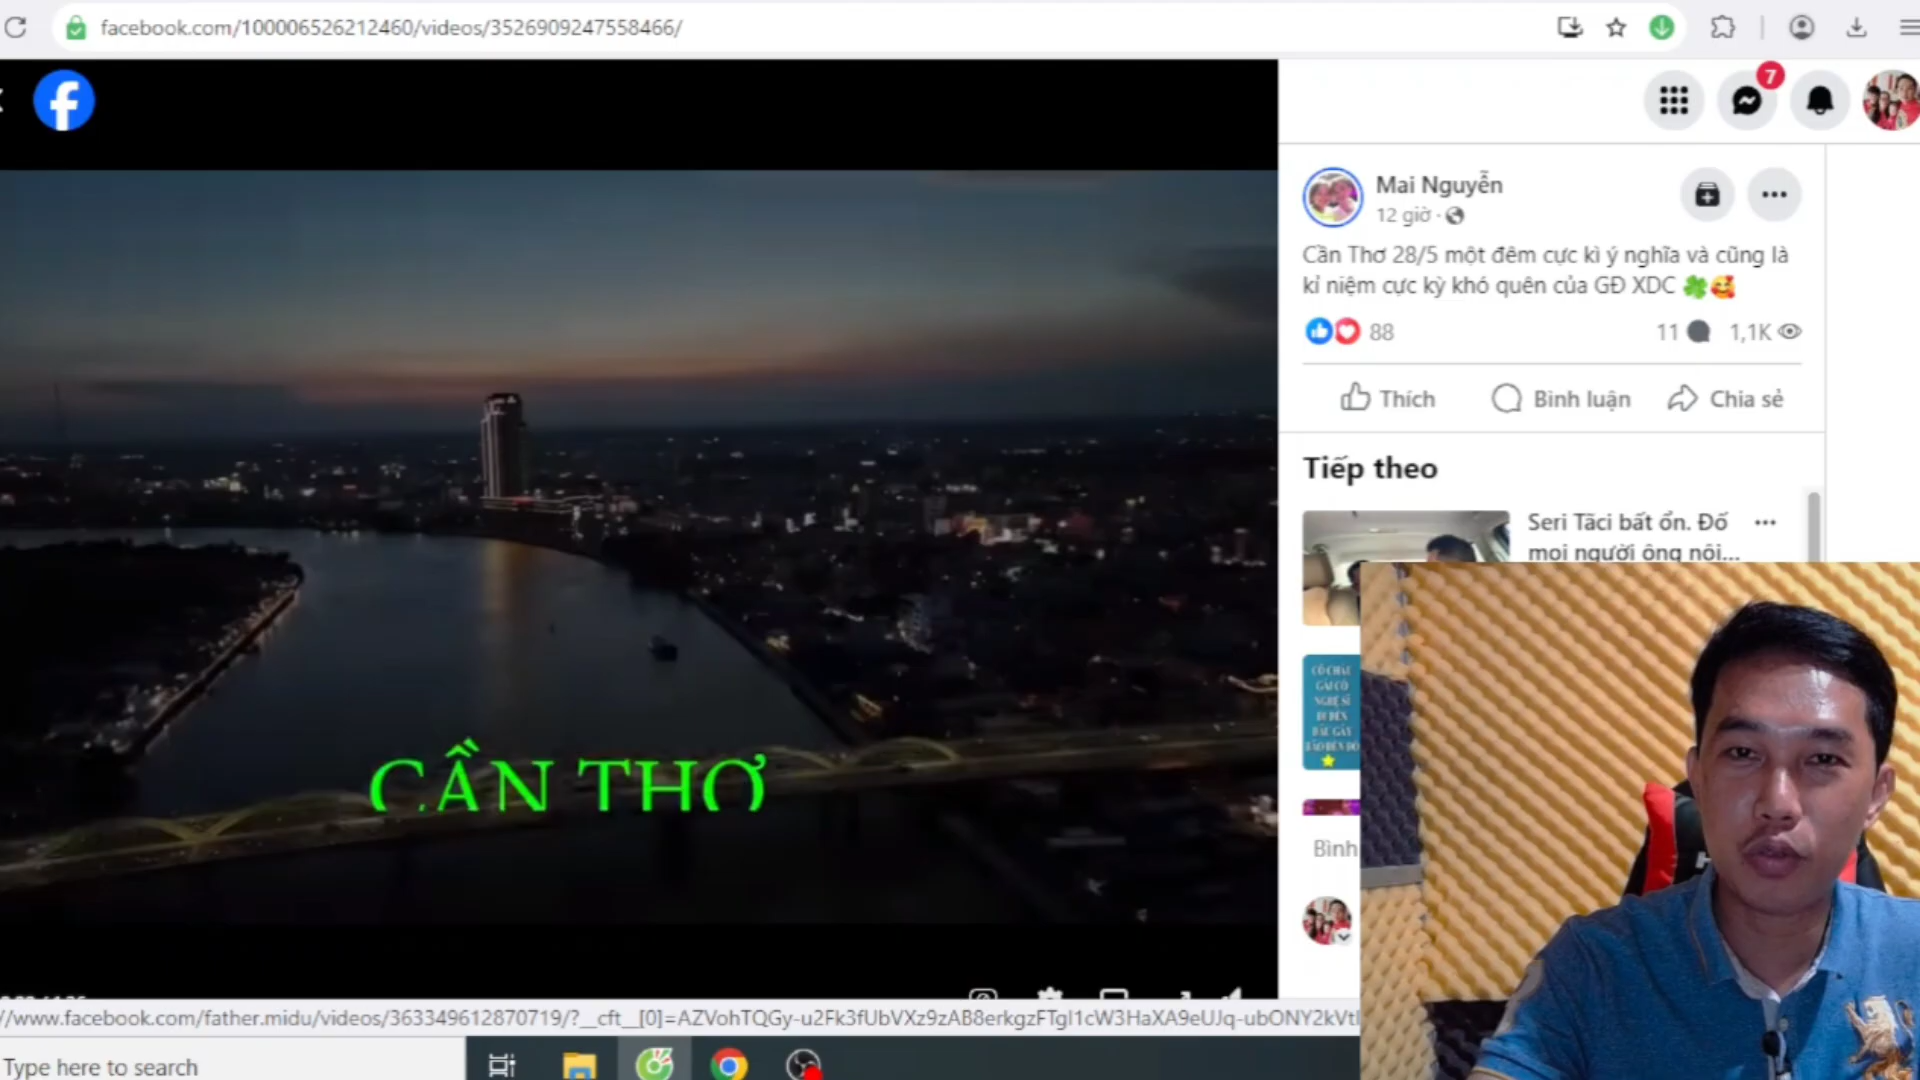 facebook.com/100006526212460/videos/3526909247558466/
7
Mai Nguyễn
12 giờ ·
Cần Thơ 28/5 một đêm cực kì ý nghĩa và cũng là
kỉ niệm cực kỳ khó quên của GĐ XDC
88
11
1,1K
Thích
Bình luận
Chia sẻ
Tiếp theo
Seri Tãci bất ổn. Đố
mọi người ông nội...
CẦN THƠ
Bình
//www.facebook.com/father.midu/videos/363349612870719/?__cft__[0]=AZVohTQGy-u2Fk3fUbVXz9zAB8erkgzFTgl1cW3HaXA9eUJq-ubONY2kVtl
Type here to search